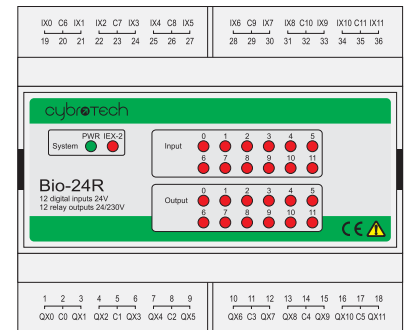 IX0 C6 IX1 IX2 C7 IX3 IX4 C8 IX5 IX6 C9 IX7 IX8 C10 IX9 IX10 C11 IX11
19 20 21 22 23 24 25 26 27 28 29 30 31 32 33 34 35 36
cybrotech
PWR IEX-2
System
Input
0 1 2 3 4 5
6 7 8 9 10 11
Bio-24R
12 digital inputs 24V
12 relay outputs 24/230V
Output
0 1 2 3 4 5
6 7 8 9 10 11
CE
1 2 3 4 5 6 7 8 9 10 11 12 13 14 15 16 17 18
QX0 C0 QX1 QX2 C1 QX3 QX4 C2 QX5 QX6 C3 QX7 QX8 C4 QX9 QX10 C5 QX11